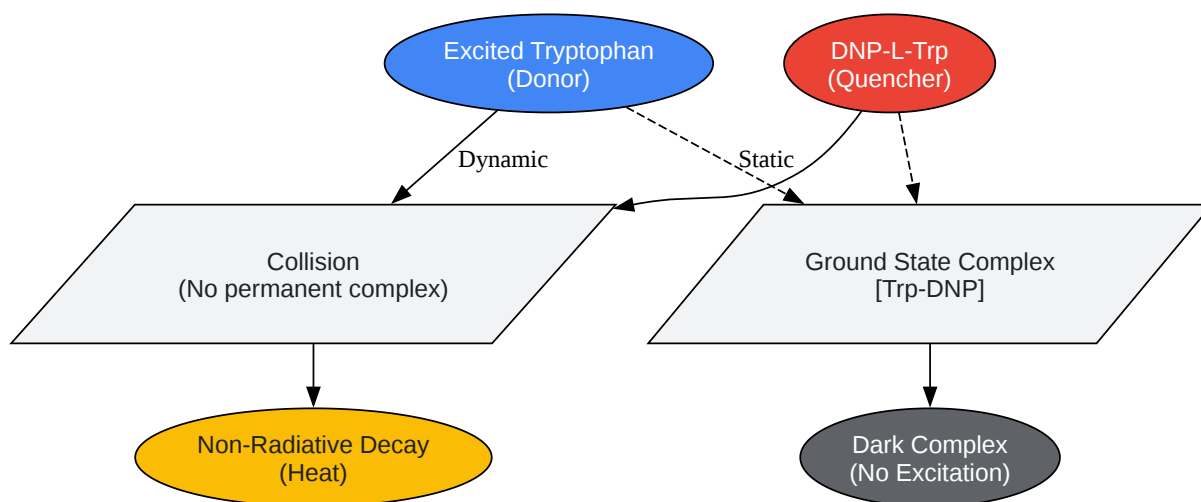 Excited Tryptophan
(Donor)
DNP-L-Trp
(Quencher)
Dynamic
Static
Collision
(No permanent complex)
Ground State Complex
[Trp-DNP]
Non-Radiative Decay
(Heat)
Dark Complex
(No Excitation)